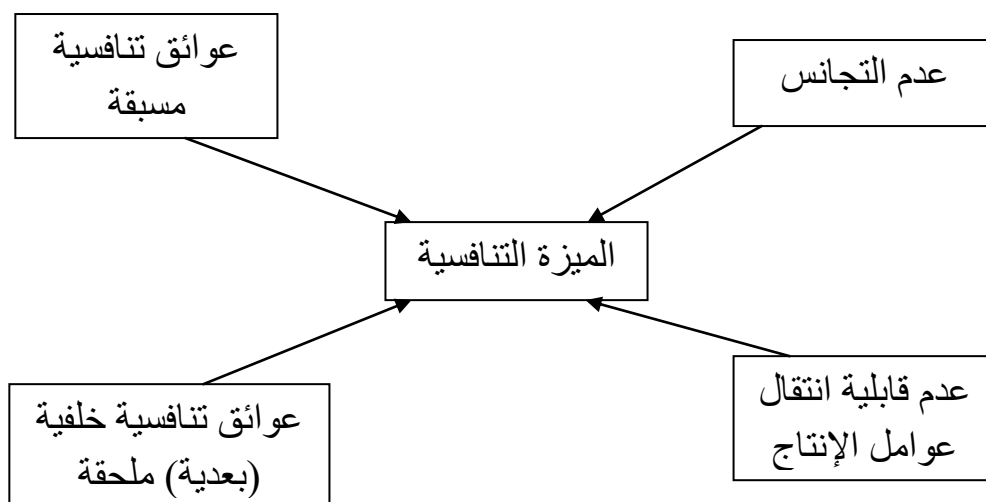 عدم التجانس
عوائق تنافسية
مسبقة
الميزة التنافسية
عدم قابلية انتقال
عوامل الإنتاج
عوائق تنافسية خلفية
(بعدية) ملحقة